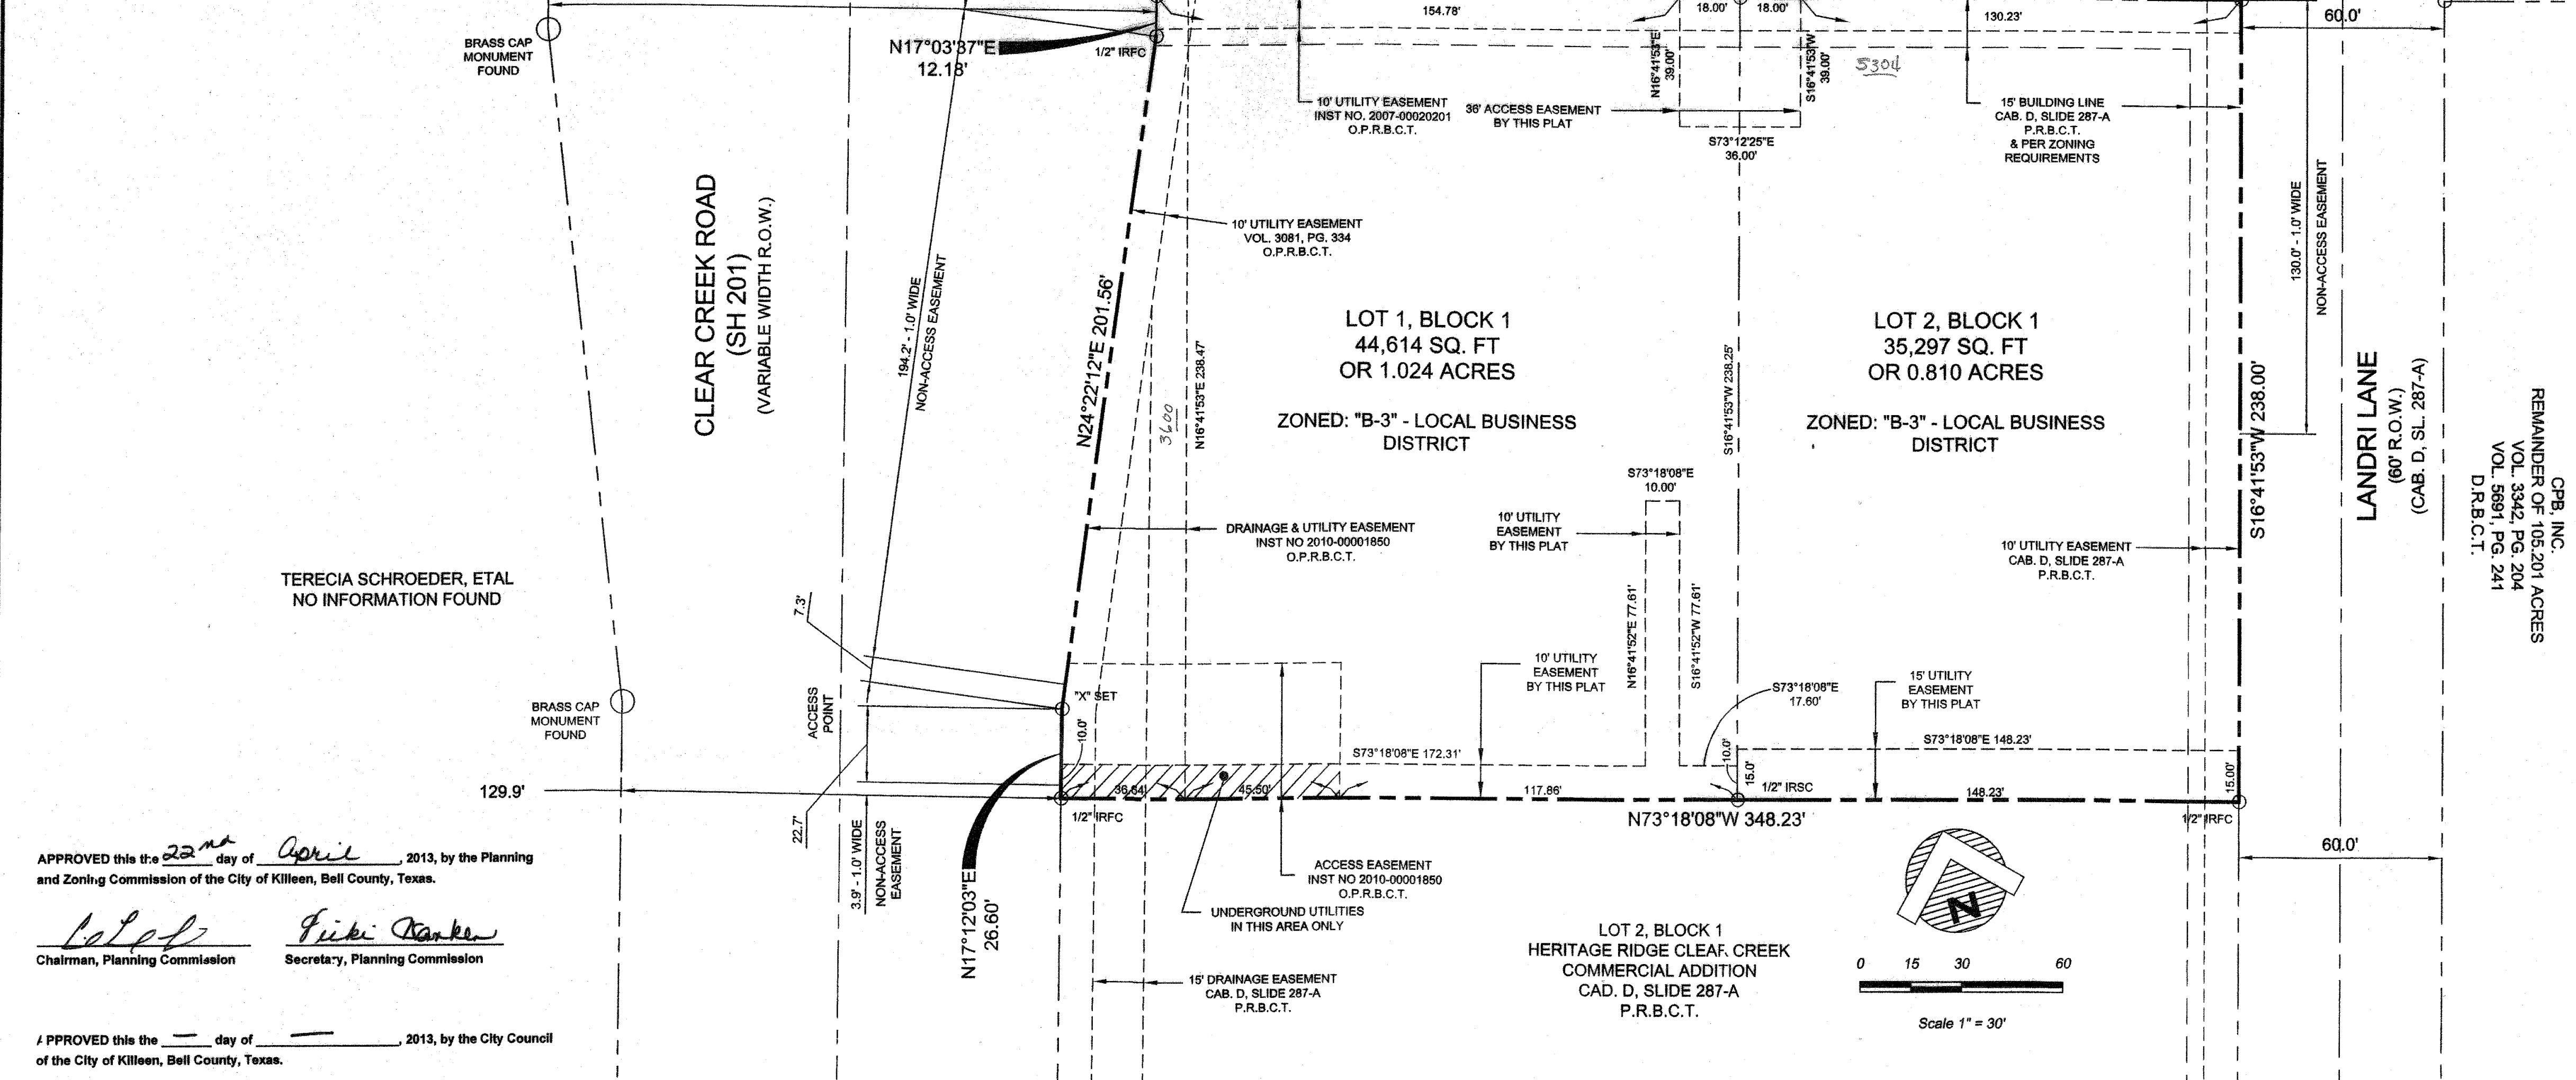 154.78'
18.00'
18.00'
130.23'
60.0'
BRASS CAP
MONUMENT
FOUND
N17°03'37"E
12.18'
1/2" IRFC
N16°41'53"E
39.00'
S16°41'53"W
39.00'
5304
10' UTILITY EASEMENT
INST NO. 2007-00020201
O.P.R.B.C.T.
36' ACCESS EASEMENT
BY THIS PLAT
S73°12'25"E
36.00'
15' BUILDING LINE
CAB. D, SLIDE 287-A
P.R.B.C.T.
& PER ZONING
REQUIREMENTS
130.0' - 1.0' WIDE
NON-ACCESS EASEMENT
CLEAR CREEK ROAD
(SH 201)
(VARIABLE WIDTH R.O.W.)
194.2' - 1.0' WIDE
NON-ACCESS EASEMENT
10' UTILITY EASEMENT
VOL. 3081, PG. 334
O.P.R.B.C.T.
N24°22'12"E 201.56'
3600
N16°41'53"E 238.47'
LOT 1, BLOCK 1
44,614 SQ. FT
OR 1.024 ACRES
ZONED: "B-3" - LOCAL BUSINESS
DISTRICT
S16°41'53"W 238.25'
LOT 2, BLOCK 1
35,297 SQ. FT
OR 0.810 ACRES
ZONED: "B-3" - LOCAL BUSINESS
DISTRICT
S16°41'53"W 238.00'
LANDRI LANE
(60' R.O.W.)
(CAB. D, SL. 287-A)
CPB, INC.
REMAINDER OF 105.201 ACRES
VOL. 3342, PG. 204
VOL. 5691, PG. 241
D.R.B.C.T.
S73°18'08"E
10.00'
DRAINAGE & UTILITY EASEMENT
INST NO 2010-00001850
O.P.R.B.C.T.
10' UTILITY
EASEMENT
BY THIS PLAT
10' UTILITY EASEMENT
CAB. D, SLIDE 287-A
P.R.B.C.T.
TERECIA SCHROEDER, ETAL
NO INFORMATION FOUND
7.3'
N16°41'52"E 77.61'
S16°41'52"W 77.61'
10' UTILITY
EASEMENT
BY THIS PLAT
S73°18'08"E
17.60'
15' UTILITY
EASEMENT
BY THIS PLAT
BRASS CAP
MONUMENT
FOUND
ACCESS
POINT
"X" SET
10.0'
S73°18'08"E 172.31'
10.0'
15.0'
S73°18'08"E 148.23'
15.00'
129.9'
36.84'
45.50'
117.86'
1/2" IRSC
148.23'
1/2" IRFC
N73°18'08"W 348.23'
1/2" IRFC
22.7'
3.9' - 1.0' WIDE
NON-ACCESS
EASEMENT
N17°12'03"E
26.60'
60.0'
ACCESS EASEMENT
INST NO 2010-00001850
O.P.R.B.C.T.
UNDERGROUND UTILITIES
IN THIS AREA ONLY
15' DRAINAGE EASEMENT
CAB. D, SLIDE 287-A
P.R.B.C.T.
LOT 2, BLOCK 1
HERITAGE RIDGE CLEAR CREEK
COMMERCIAL ADDITION
CAD. D, SLIDE 287-A
P.R.B.C.T.
N
0 15 30 60
Scale 1" = 30'
APPROVED this the 22nd day of April, 2013, by the Planning
and Zoning Commission of the City of Killeen, Bell County, Texas.
Chairman, Planning Commission
Secretary, Planning Commission
APPROVED this the — day of —, 2013, by the City Council
of the City of Killeen, Bell County, Texas.